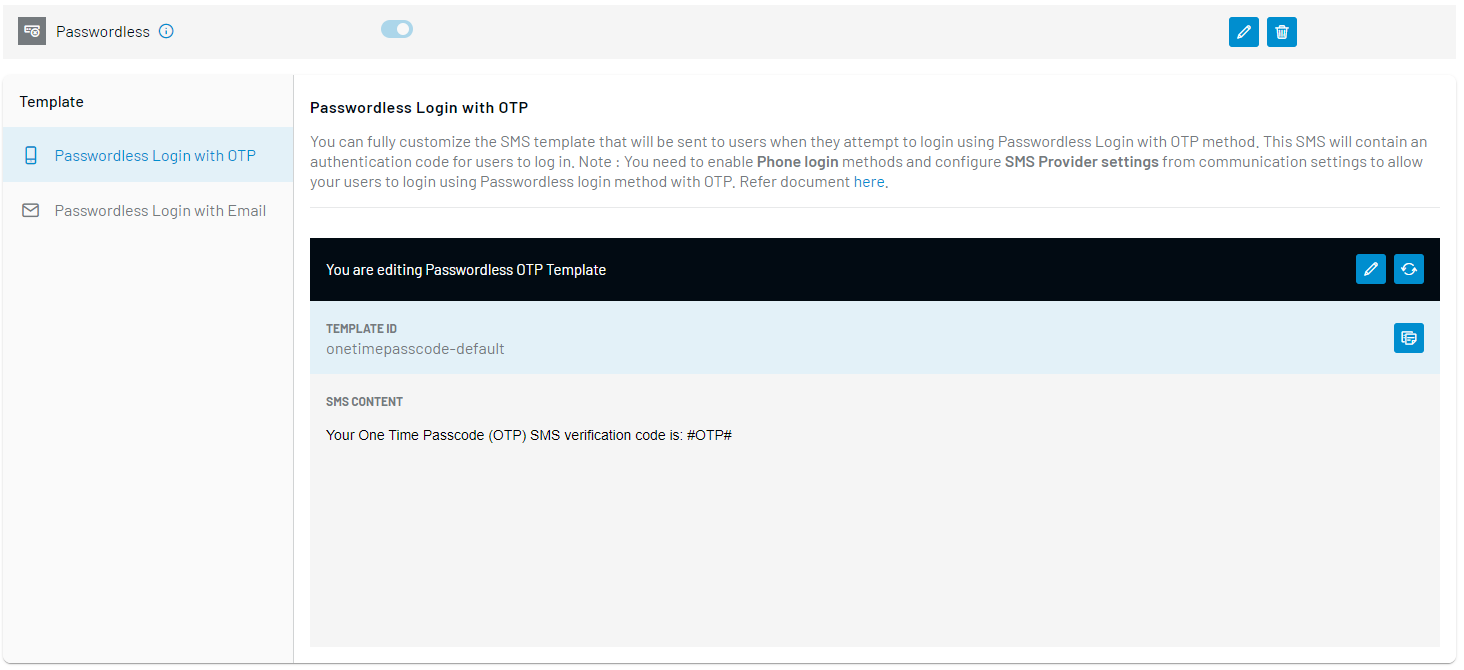 Passwordless
Template
Passwordless Login with OTP
Passwordless Login with Email
Passwordless Login with OTP
You can fully customize the SMS template that will be sent to users when they attempt to login using Passwordless Login with OTP method. This SMS will contain an
authentication code for users to log in. Note : You need to enable Phone login methods and configure SMS Provider settings from communication settings to allow
your users to login using Passwordless login method with OTP. Refer document here.
You are editing Passwordless OTP Template
TEMPLATE ID
onetimepasscode-default
SMS CONTENT
Your One Time Passcode (OTP) SMS verification code is: #OTP#